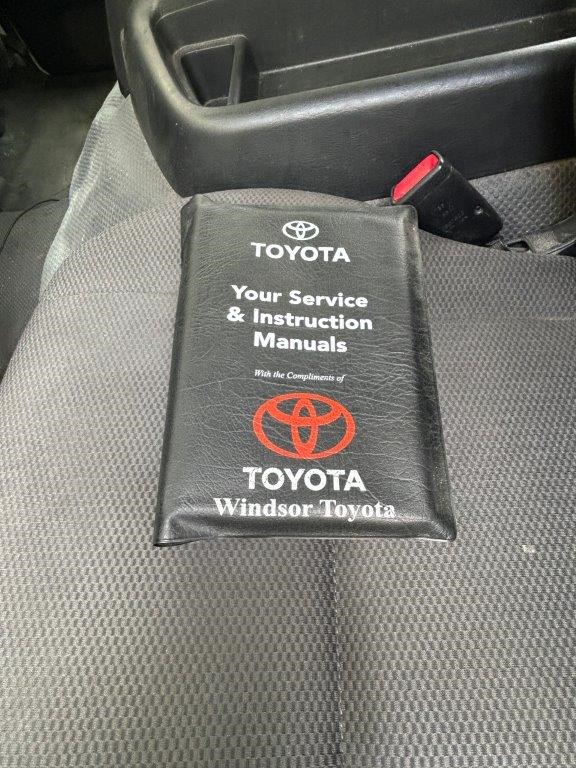 TOYOTA
Your Service
& Instruction
Manuals
With the Compliments of
TOYOTA
Windsor Toyota